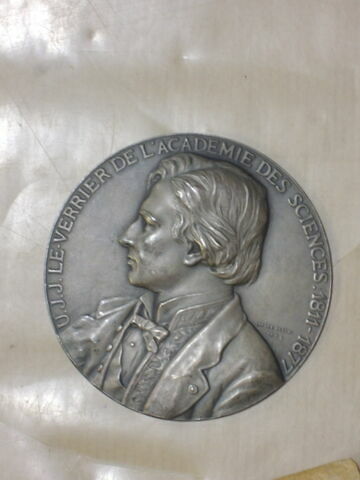 U.J.J. LE·VERRIER DE L'ACADEMIE DES SCIENCES. 1811-1877